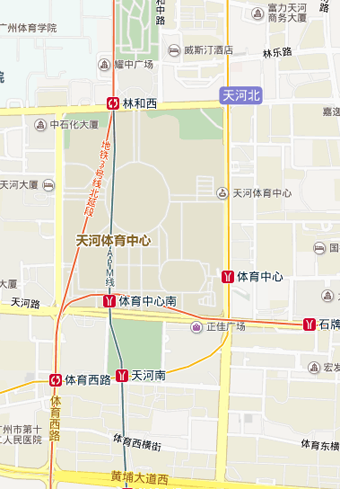 广州体育学院
和中路
富力天河
商务大厦
威斯汀酒店
耀中广场
林乐路
院
天河北
林和西
中石化大厦
嘉逸
地铁3号线北延段
天河大厦
天河体育中心
天河体育中心
APM线
国
体育中心
大厦
大
天河路
体育中心南
正佳广场
石牌
宏发
体育西路
天河南
体育西路
广州市第十
二人民医院
体育西横街
体育东横
黄埔大道西